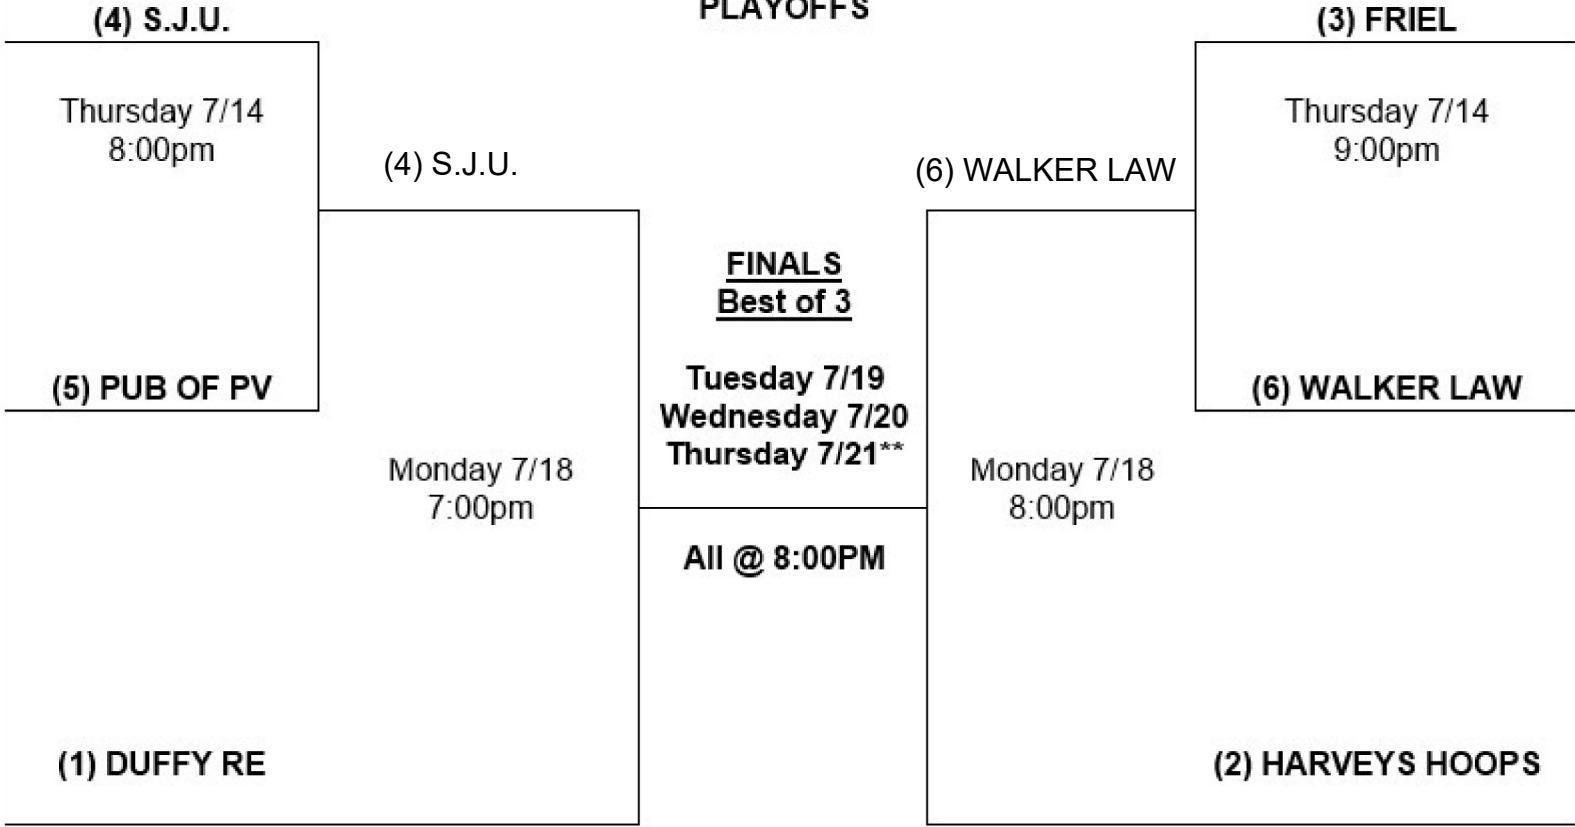 PLAYOFFS
(4) S.J.U.
(3) FRIEL
Thursday 7/14
8:00pm
Thursday 7/14
9:00pm
(4) S.J.U.
(6) WALKER LAW
FINALS
Best of 3
Tuesday 7/19
Wednesday 7/20
Thursday 7/21**
(5) PUB OF PV
(6) WALKER LAW
Monday 7/18
7:00pm
Monday 7/18
8:00pm
All @ 8:00PM
(1) DUFFY RE
(2) HARVEYS HOOPS